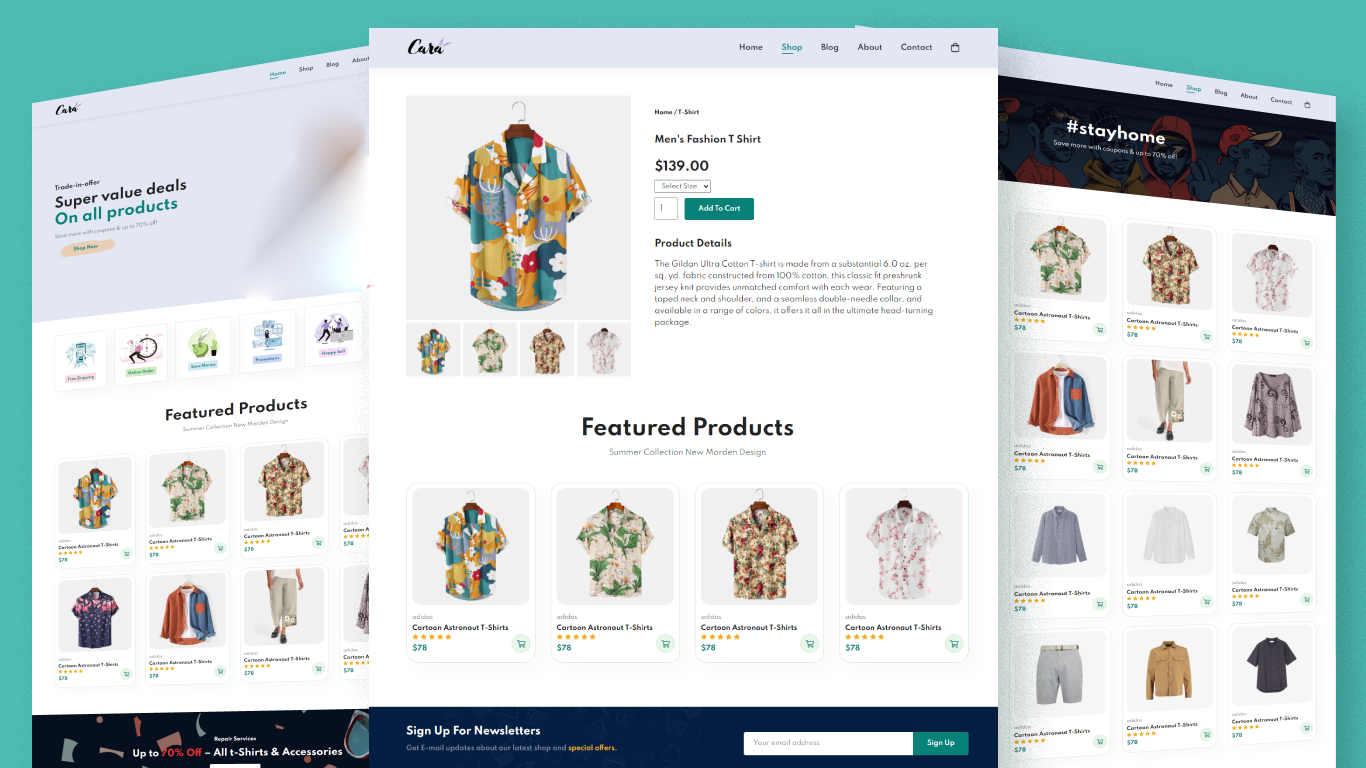 Cara
Home
Shop
Blog
About
Trade-in-offer
Super value deals
On all products
Save more with coupons & up to 70% off!
Shop Now
Free Shipping
Online Order
Save Money
Promotions
Happy Sell
Featured Products
Summer Collection New Morden Design
adidas
Cartoon Astronaut T-Shirts
$78
adidas
Cartoon Astronaut T-Shirts
$78
adidas
Cartoon Astronaut T-Shirts
$78
adidas
Cartoon A
$78
adidas
Cartoon Astronaut T-Shirts
$78
adidas
Cartoon Astronaut T-Shirts
$78
adidas
Cartoon Astronaut T-Shirts
$78
adidas
Cartoon A
$78
Repair Services
Up to 70% Off – All t-Shirts & Accessories
Cara
Home
Shop
Blog
About
Contact
Home / T-Shirt
Men's Fashion T Shirt
$139.00
Select Size
1
Add To Cart
Product Details
The Gildan Ultra Cotton T-shirt is made from a substantial 6.0 oz. per
sq. yd. fabric constructed from 100% cotton, this classic fit preshrunk
jersey knit provides unmatched comfort with each wear. Featuring a
taped neck and shoulder, and a seamless double-needle collar, and
available in a range of colors, it offers it all in the ultimate head-turning
package.
Featured Products
Summer Collection New Morden Design
adidas
Cartoon Astronaut T-Shirts
$78
adidas
Cartoon Astronaut T-Shirts
$78
adidas
Cartoon Astronaut T-Shirts
$78
adidas
Cartoon Astronaut T-Shirts
$78
Sign Up For Newsletters
Get E-mail updates about our latest shop and special offers.
Your email address
Sign Up
Home
Shop
Blog
About
Contact
#stayhome
Save more with coupons & up to 70% off!
adidas
Cartoon Astronaut T-Shirts
$78
adidas
Cartoon Astronaut T-Shirts
$78
adidas
Cartoon Astronaut T-Shirts
$78
adidas
Cartoon Astronaut T-Shirts
$78
adidas
Cartoon Astronaut T-Shirts
$78
adidas
Cartoon Astronaut T-Shirts
$78
adidas
Cartoon Astronaut T-Shirts
$78
adidas
Cartoon Astronaut T-Shirts
$78
adidas
Cartoon Astronaut T-Shirts
$78
adidas
Cartoon Astronaut T-Shirts
$78
adidas
Cartoon Astronaut T-Shirts
$78
adidas
Cartoon Astronaut T-Shirts
$78